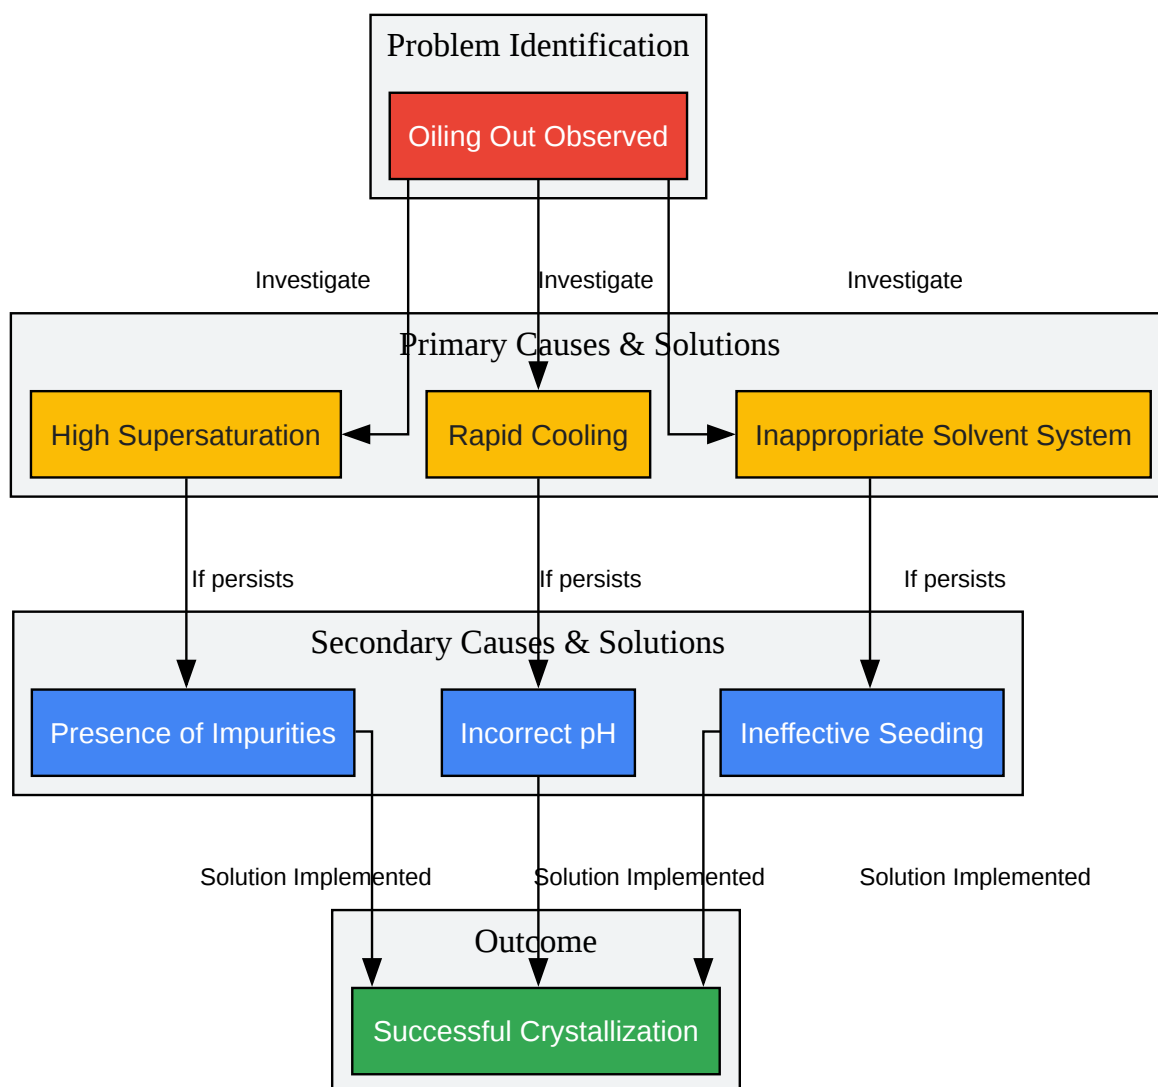 Problem Identification
Oiling Out Observed
Investigate
Investigate
Investigate
Primary Causes & Solutions
High Supersaturation
Rapid Cooling
Inappropriate Solvent System
If persists
If persists
If persists
Secondary Causes & Solutions
Presence of Impurities
Incorrect pH
Ineffective Seeding
Solution Implemented
Solution Implemented
Solution Implemented
Outcome
Successful Crystallization